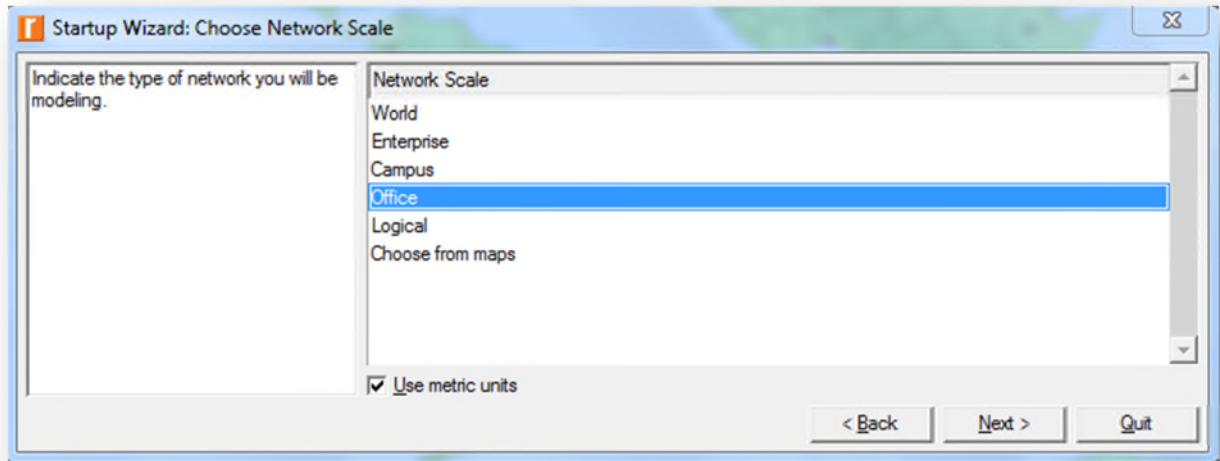 Startup Wizard: Choose Network Scale
Indicate the type of network you will be
modeling.
Network Scale
World
Enterprise
Campus
Office
Logical
Choose from maps
Use metric units
< Back
Next >
Quit